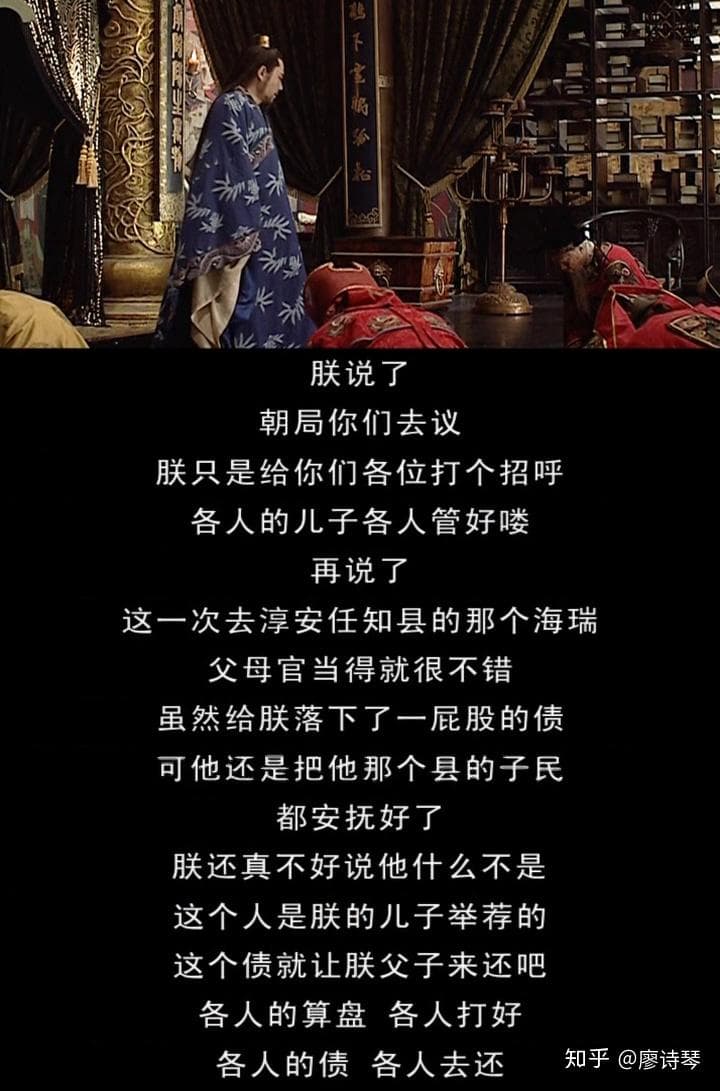 朕说了
朝局你们去议
朕只是给你们各位打个招呼
各人的儿子各人管好喽
再说了
这一次去淳安任知县的那个海瑞
父母官当得就很不错
虽然给朕落下了一屁股的债
可他还是把他那个县的子民
都安抚好了
朕还真不好说他什么不是
这个人是朕的儿子举荐的
这个债就让朕父子来还吧
各人的算盘 各人打好
各人的债 各人去还
知乎 @廖诗琴